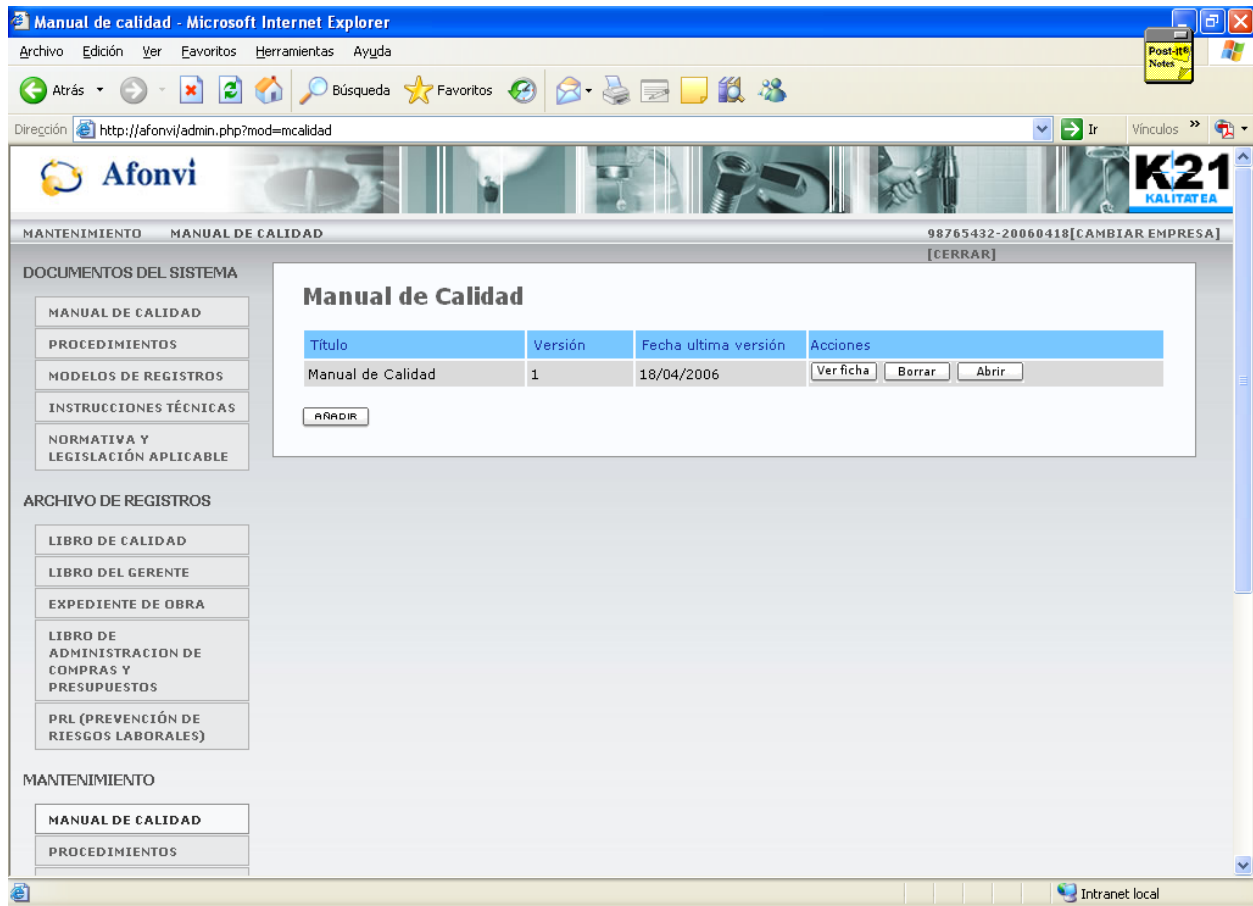 Manual de calidad - Microsoft Internet Explorer
Archivo Edición Ver Favoritos Herramientas Ayuda
Post-it®
Notes
Atrás Búsqueda Favoritos
Dirección http://afonvi/admin.php?mod=mcalidad Ir Vínculos »
Afonvi
K21
KALITATEA
MANTENIMIENTO MANUAL DE CALIDAD 98765432-20060418[CAMBIAR EMPRESA]
[CERRAR]
DOCUMENTOS DEL SISTEMA
MANUAL DE CALIDAD
PROCEDIMIENTOS
MODELOS DE REGISTROS
INSTRUCCIONES TÉCNICAS
NORMATIVA Y
LEGISLACIÓN APLICABLE
ARCHIVO DE REGISTROS
LIBRO DE CALIDAD
LIBRO DEL GERENTE
EXPEDIENTE DE OBRA
LIBRO DE
ADMINISTRACION DE
COMPRAS Y
PRESUPUESTOS
PRL (PREVENCIÓN DE
RIESGOS LABORALES)
MANTENIMIENTO
MANUAL DE CALIDAD
PROCEDIMIENTOS
Manual de Calidad
Título Versión Fecha ultima versión Acciones
Manual de Calidad 1 18/04/2006 Ver ficha Borrar Abrir
AÑADIR
Intranet local